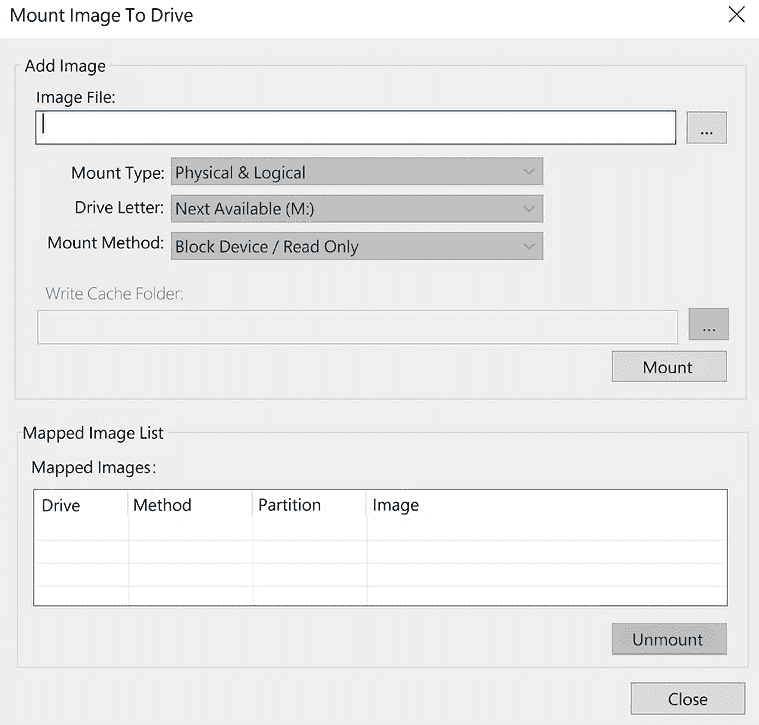 Mount Image To Drive
Add Image
Image File:
...
Mount Type: Physical & Logical
Drive Letter: Next Available (M:)
Mount Method: Block Device / Read Only
Write Cache Folder:
...
Mount
Mapped Image List
Mapped Images:
Drive Method Partition Image
Unmount
Close